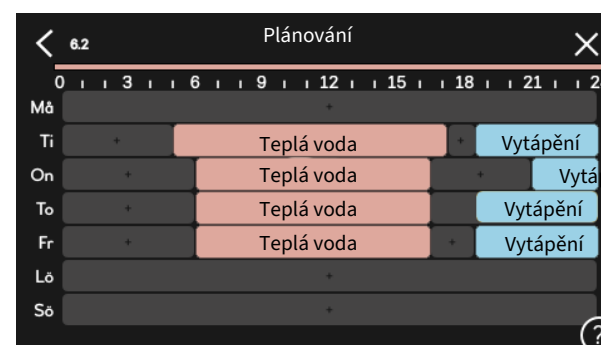 6.2 Plánování
0 3 6 9 12 15 18 21 2
Må +
Ti + Teplá voda + Vytápění
On + Teplá voda + Vytá
To + Teplá voda Vytápění
Fr + Teplá voda + Vytápění
Lö +
Sö +
?